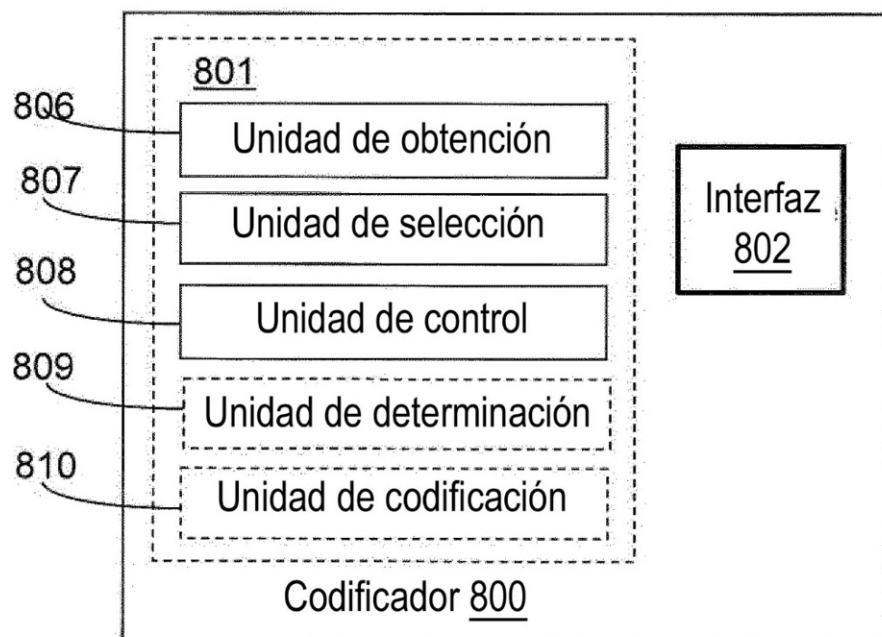 801
806
Unidad de obtención
807
Unidad de selección
808
Unidad de control
809
Unidad de determinación
810
Unidad de codificación
Interfaz
802
Codificador 800